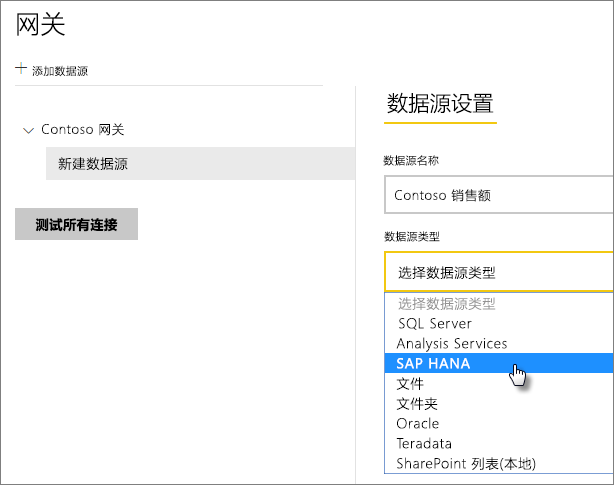 网关
添加数据源
Contoso 网关
新建数据源
测试所有连接
数据源设置
数据源名称
Contoso 销售额
数据源类型
选择数据源类型
选择数据源类型
SQL Server
Analysis Services
SAP HANA
文件
文件夹
Oracle
Teradata
SharePoint 列表(本地)